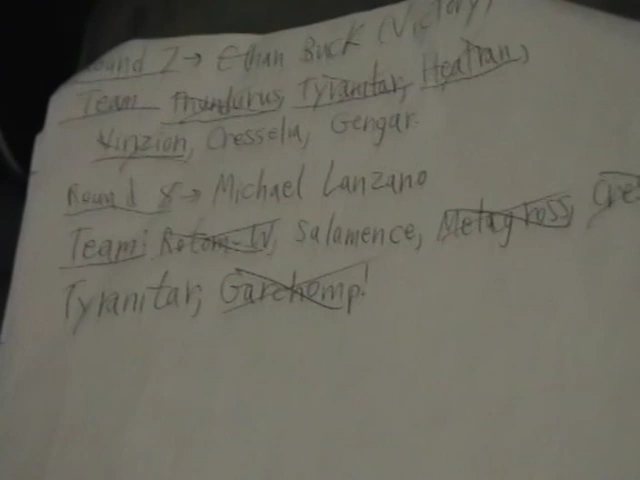 Round 7 → Ethan Buck (Victory)
Team Thundurus, Tyranitar, Heatran,
Virizion, Cresselia, Gengar
Round 8 → Michael Lanzano
Team: Rotom-W, Salamence, Metagross, Cre
Tyranitar, Garchomp!